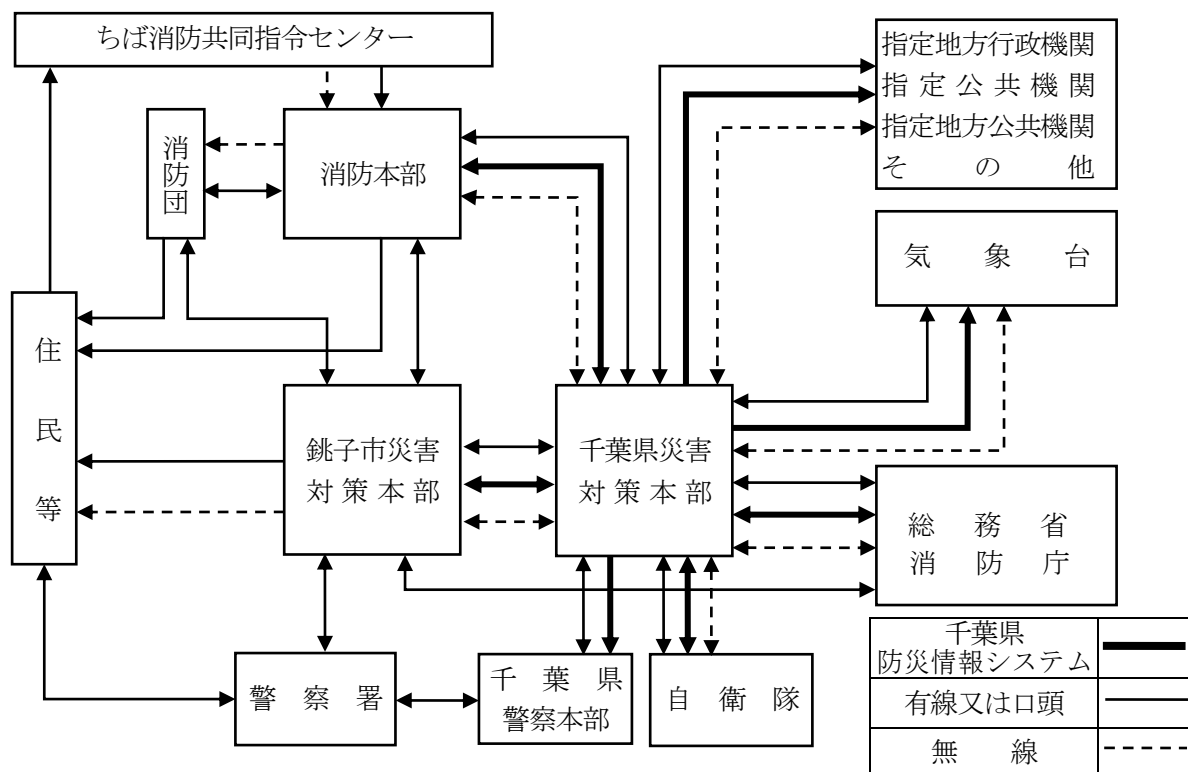 ちば消防共同指令センター
指定地方行政機関
指定公共機関
指定地方公共機関
その他
消防団
消防本部
気象台
住民等
銚子市災害
対策本部
千葉県災害
対策本部
総務省
消防庁
警察署
千葉県
警察本部
自衛隊
千葉県
防災情報システム
有線又は口頭
無線